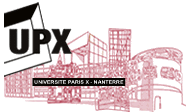 UPX
UNIVERSITE PARIS X - NANTERRE